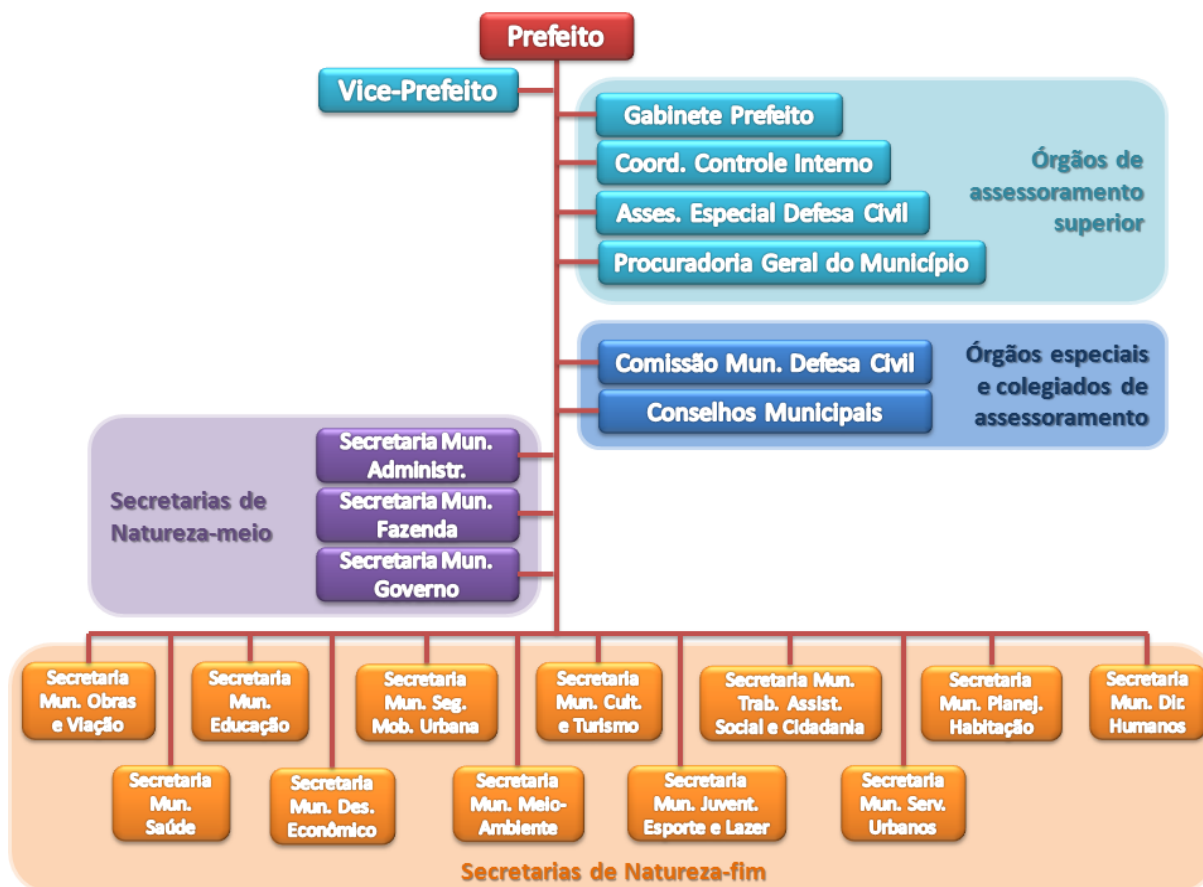 Prefeito
Vice-Prefeito
Gabinete Prefeito
Coord. Controle Interno
Asses. Especial Defesa Civil
Procuradoria Geral do Município
Órgãos de
assessoramento
superior
Comissão Mun. Defesa Civil
Conselhos Municipais
Órgãos especiais
e colegiados de
assessoramento
Secretarias de
Natureza-meio
Secretaria Mun.
Administr.
Secretaria Mun.
Fazenda
Secretaria Mun.
Governo
Secretaria
Mun. Obras
e Viação
Secretaria
Mun.
Educação
Secretaria
Mun. Seg.
Mob. Urbana
Secretaria
Mun. Cult.
e Turismo
Secretaria Mun.
Trab. Assist.
Social e Cidadania
Secretaria
Mun. Planej.
Habitação
Secretaria
Mun. Dir.
Humanos
Secretaria
Mun.
Saúde
Secretaria
Mun. Des.
Econômico
Secretaria
Mun. Meio-
Ambiente
Secretaria
Mun. Juvent.
Esporte e Lazer
Secretaria
Mun. Serv.
Urbanos
Secretarias de Natureza-fim